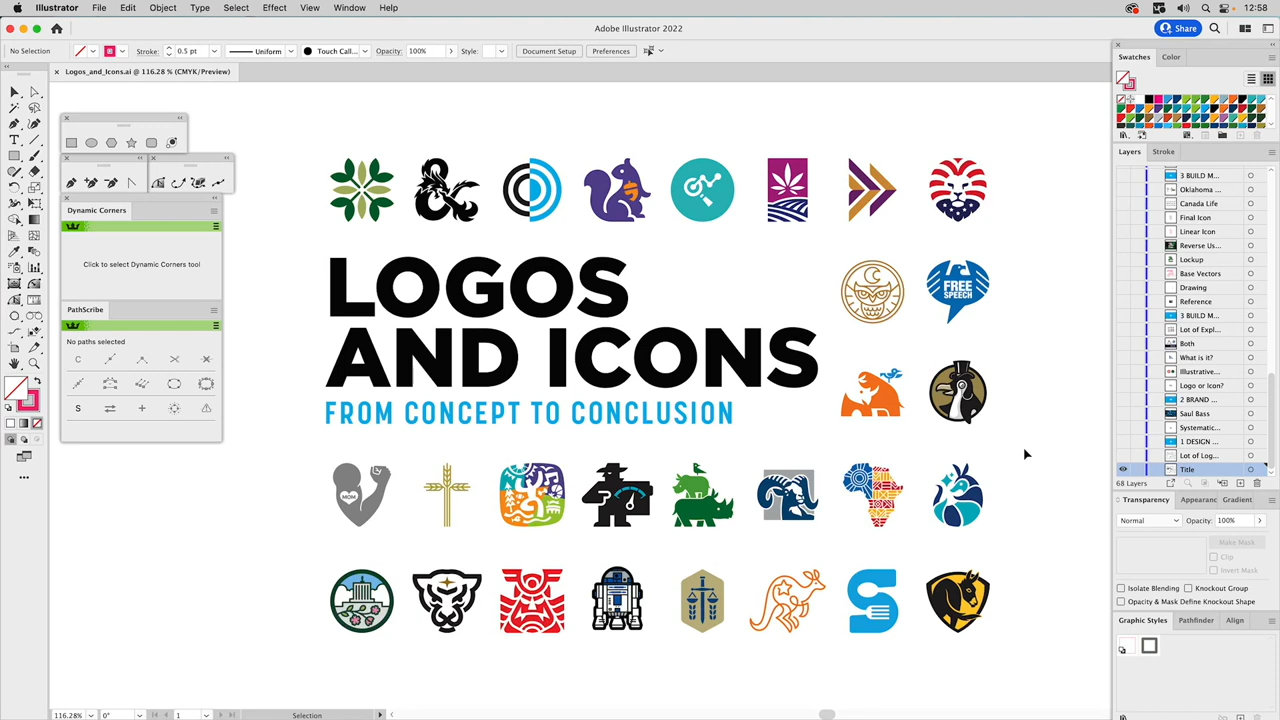 Illustrator File Edit Object Type Select Effect View Window Help 12:58
Adobe Illustrator 2022
Share
No Selection Stroke: 0.5 pt Uniform Touch Call... Opacity: 100% Style: Document Setup Preferences
× Logos_and_Icons.ai @ 116.28 % (CMYK/Preview)
Swatches Color
Dynamic Corners
Click to select Dynamic Corners tool
PathScribe
No paths selected
LOGOS
AND ICONS
FROM CONCEPT TO CONCLUSION
FREE
SPEECH
MOM
Layers Stroke
3 BUILD M...
Oklahoma ...
Canada Life
Final Icon
Linear Icon
Reverse Us...
Lockup
Base Vectors
Drawing
Reference
3 BUILD M...
Lot of Expl...
Both
What is it?
Illustrative...
Logo or Icon?
2 BRAND ...
Saul Bass
Systematic...
1 DESIGN ...
Lot of Log...
Title
68 Layers
Transparency Appearanc Gradient
Normal Opacity: 100%
Make Mask
Clip
Invert Mask
Isolate Blending Knockout Group
Opacity & Mask Define Knockout Shape
Graphic Styles Pathfinder Align
116.28% 0° 1 Selection